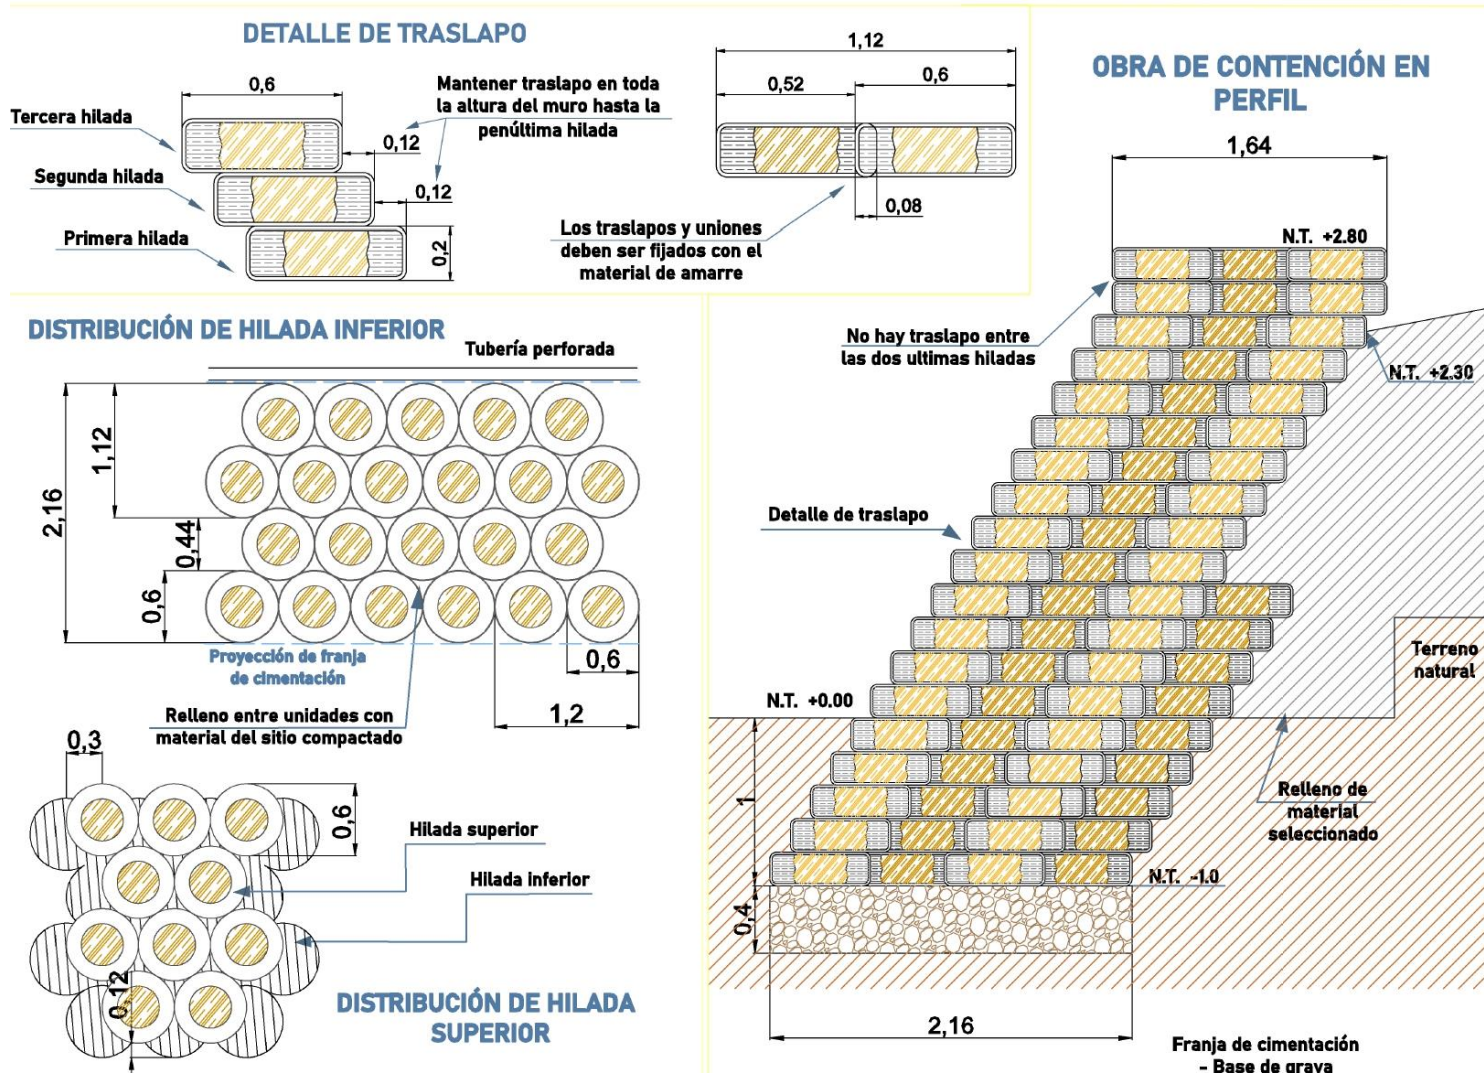 DETALLE DE TRASLAPO
0,6
Mantener traslapo en toda
la altura del muro hasta la
penúltima hilada
Tercera hilada
0,12
Segunda hilada
0,12
Primera hilada
0,2
1,12
0,52
0,6
0,08
Los traslapos y uniones
deben ser fijados con el
material de amarre
DISTRIBUCIÓN DE HILADA INFERIOR
Tubería perforada
1,12
2,16
0,44
0,6
Proyección de franja
de cimentación
0,6
1,2
Relleno entre unidades con
material del sitio compactado
0,3
0,6
Hilada superior
Hilada inferior
0,12
DISTRIBUCIÓN DE HILADA
SUPERIOR
OBRA DE CONTENCIÓN EN
PERFIL
1,64
N.T. +2.80
No hay traslapo entre
las dos ultimas hiladas
N.T. +2.30
Detalle de traslapo
Terreno
natural
N.T. +0.00
1
Relleno de
material
seleccionado
N.T. -1.0
0,4
2,16
Franja de cimentación
- Base de grava